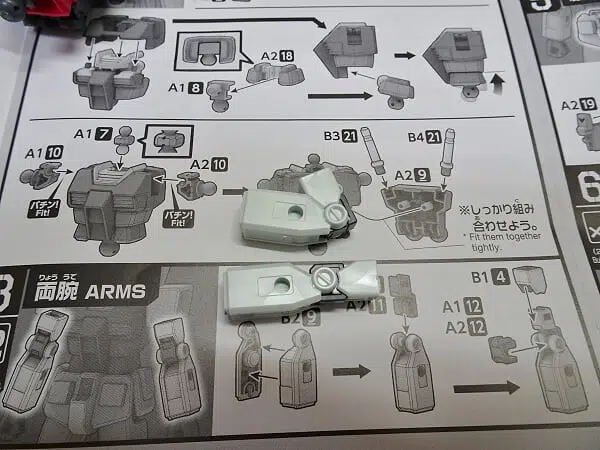 A2 18
A1 8
5
A2 19
A1 7
A1 10
A2 10
パチン!
Fit!
パチン!
Fit!
B3 21
B4 21
A2 9
※しっかり組み
合わせよう。
* Fit them together
tightly.
6
3
りょう うで
両腕 ARMS
B2 9
A2 11
B1 4
A1 12
A2 12